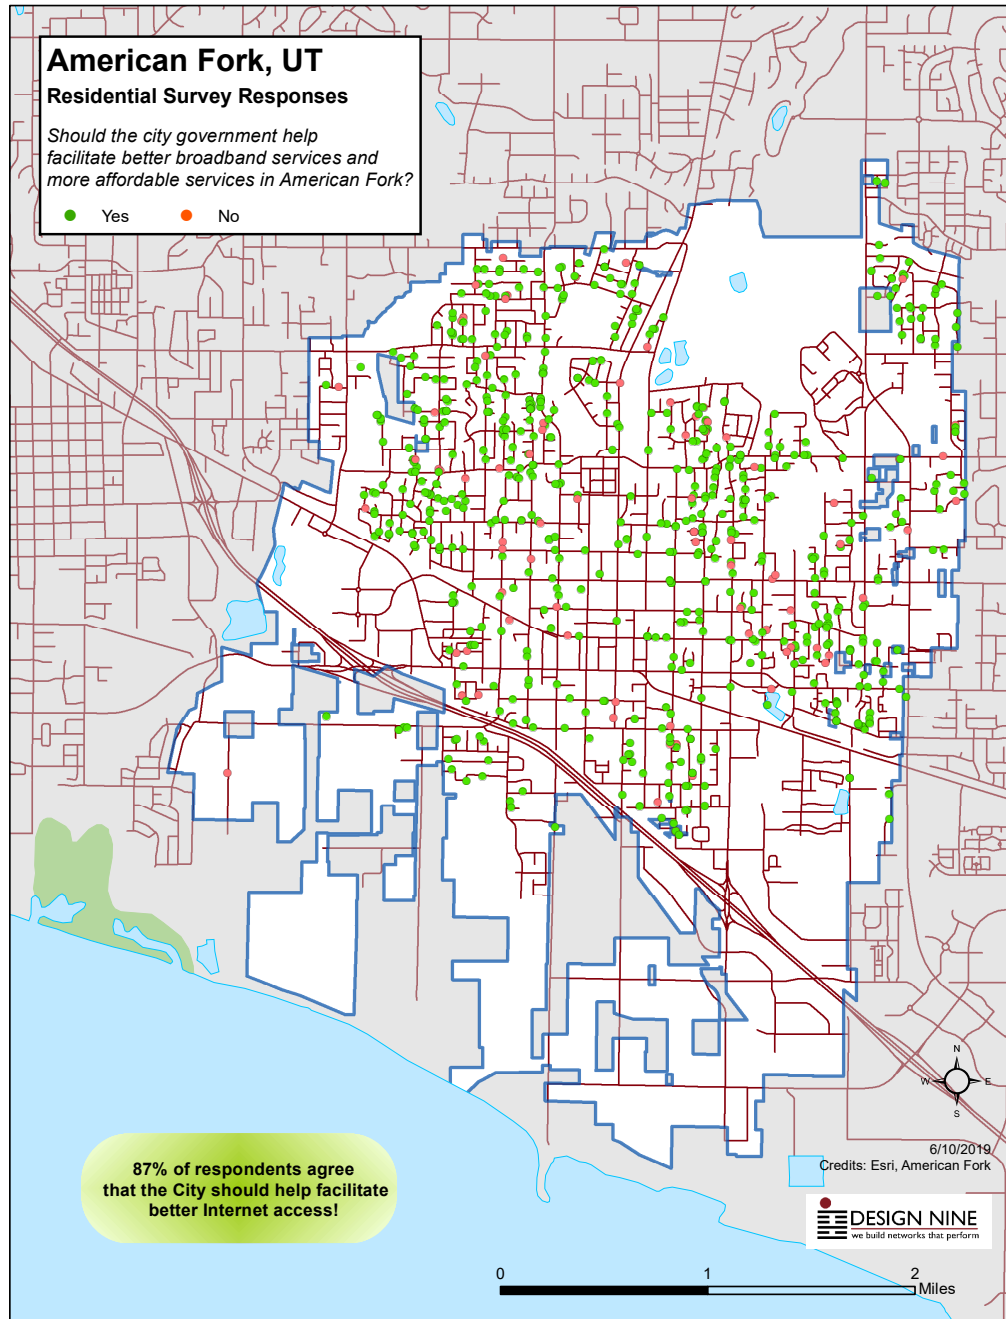 American Fork, UT
Residential Survey Responses
Should the city government help
facilitate better broadband services and
more affordable services in American Fork?
Yes No
N
W E
S
6/10/2019
Credits: Esri, American Fork
87% of respondents agree
that the City should help facilitate
better Internet access!
DESIGN NINE
we build networks that perform
0 1 2
Miles